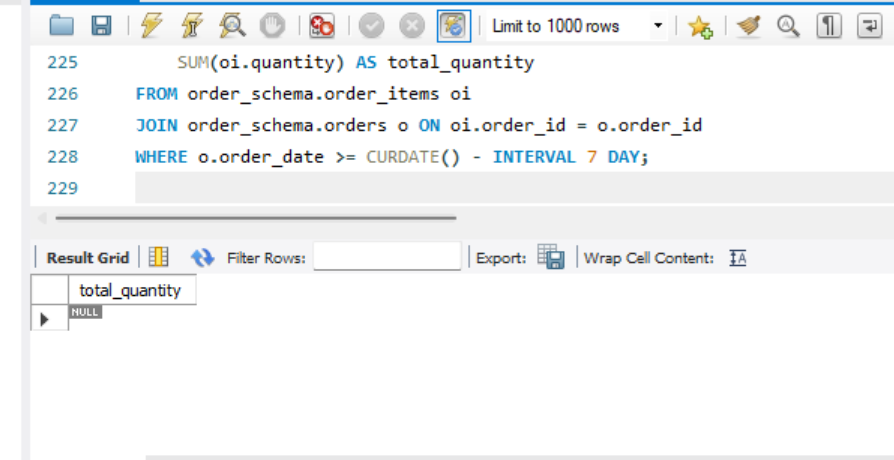 Limit to 1000 rows
225 SUM(oi.quantity) AS total_quantity
226 FROM order_schema.order_items oi
227 JOIN order_schema.orders o ON oi.order_id = o.order_id
228 WHERE o.order_date >= CURDATE() - INTERVAL 7 DAY;
229
Result Grid Filter Rows: Export: Wrap Cell Content: IA
total_quantity
NULL